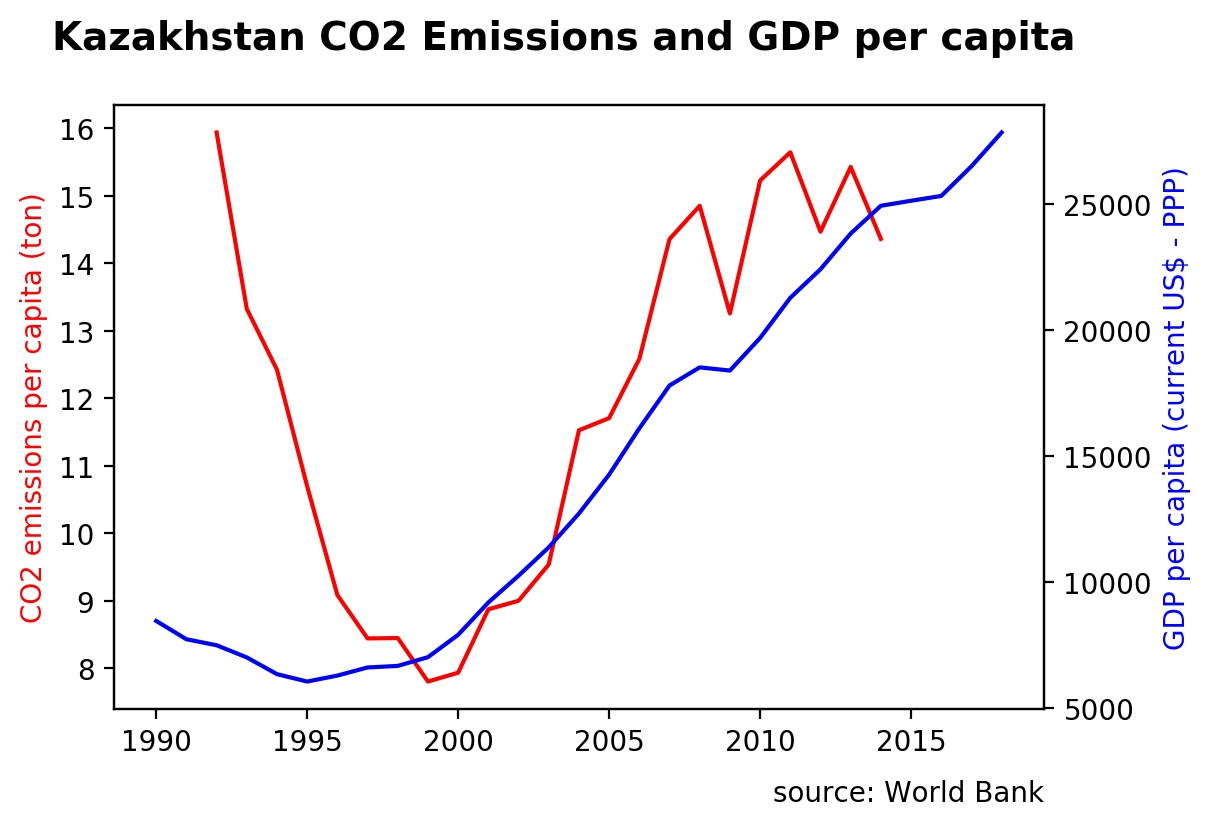 Kazakhstan CO2 Emissions and GDP per capita
CO2 emissions per capita (ton)
16
15
14
13
12
11
10
9
8
25000
20000
15000
10000
5000
GDP per capita (current US$ - PPP)
1990 1995 2000 2005 2010 2015
source: World Bank